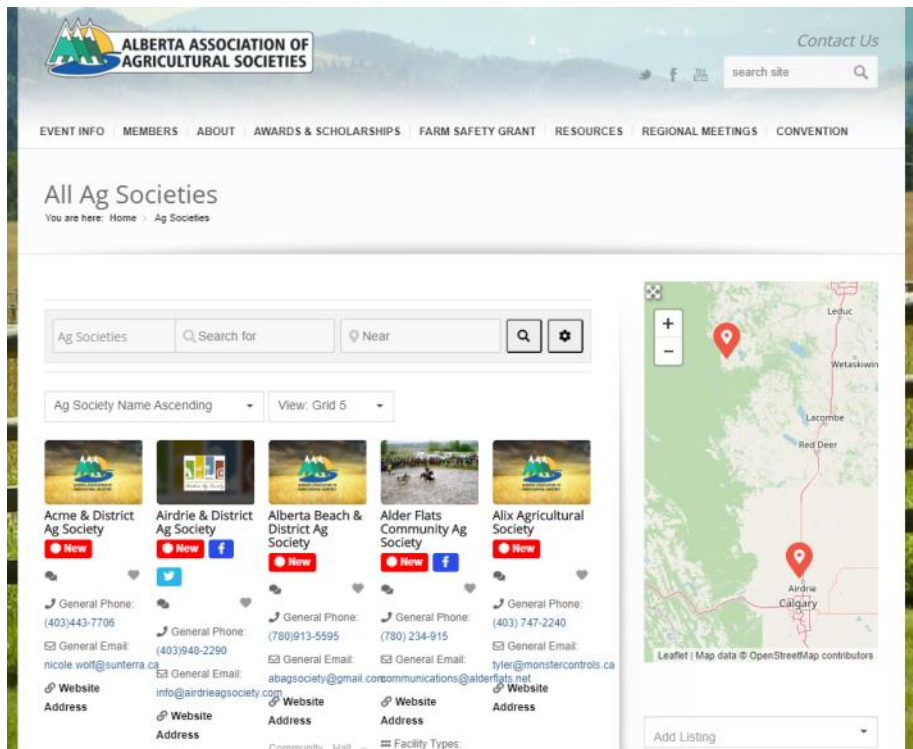 ALBERTA ASSOCIATION OF
AGRICULTURAL SOCIETIES
Contact Us
search site
EVENT INFO MEMBERS ABOUT AWARDS & SCHOLARSHIPS FARM SAFETY GRANT RESOURCES REGIONAL MEETINGS CONVENTION
All Ag Societies
You are here: Home > Ag Societies
Ag Societies Search for Near
Ag Society Name Ascending View: Grid 5
Acme & District
Ag Society
New
General Phone:
(403)443-7706
General Email:
nicole.wolf@sunterra.ca
Website
Address
Airdrie & District
Ag Society
New
General Phone:
(403)948-2290
General Email:
info@airdrieagsociety.com
Website
Address
Alberta Beach &
District Ag
Society
New
General Phone:
(780)913-5595
General Email:
abagsociety@gmail.com
Website
Address
Community Hall
Alder Flats
Community Ag
Society
New
General Phone:
(780) 234-915
General Email:
communications@alderflats.net
Website
Address
Facility Types:
Alix Agricultural
Society
New
General Phone:
(403) 747-2240
General Email:
tyler@monstercontrols.ca
Website
Address
+
−
Leduc
Wetaskiwin
Lacombe
Red Deer
Airdrie
Calgary
Leaflet | Map data © OpenStreetMap contributors
Add Listing